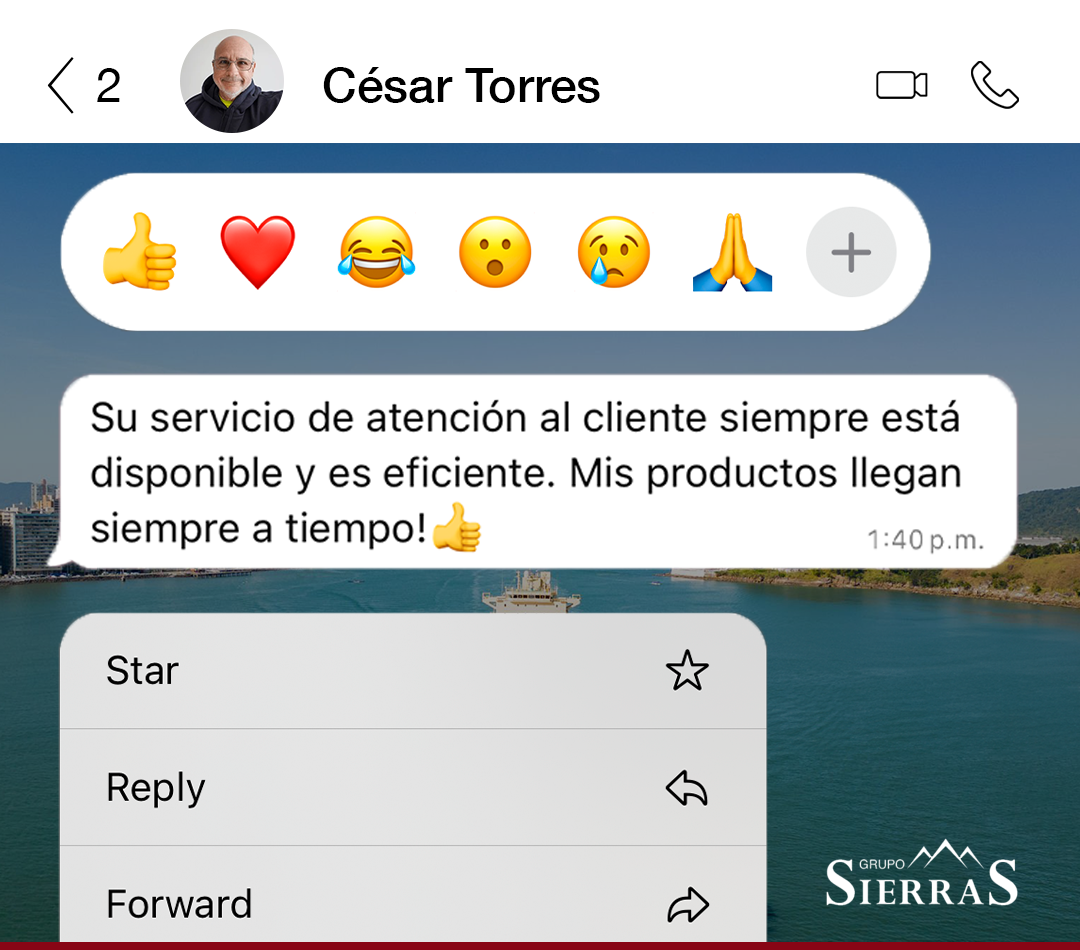 2
César Torres
Su servicio de atención al cliente siempre está
disponible y es eficiente. Mis productos llegan
siempre a tiempo!👍
1:40 p.m.
Star
Reply
Forward
GRUPO
SIERRAS